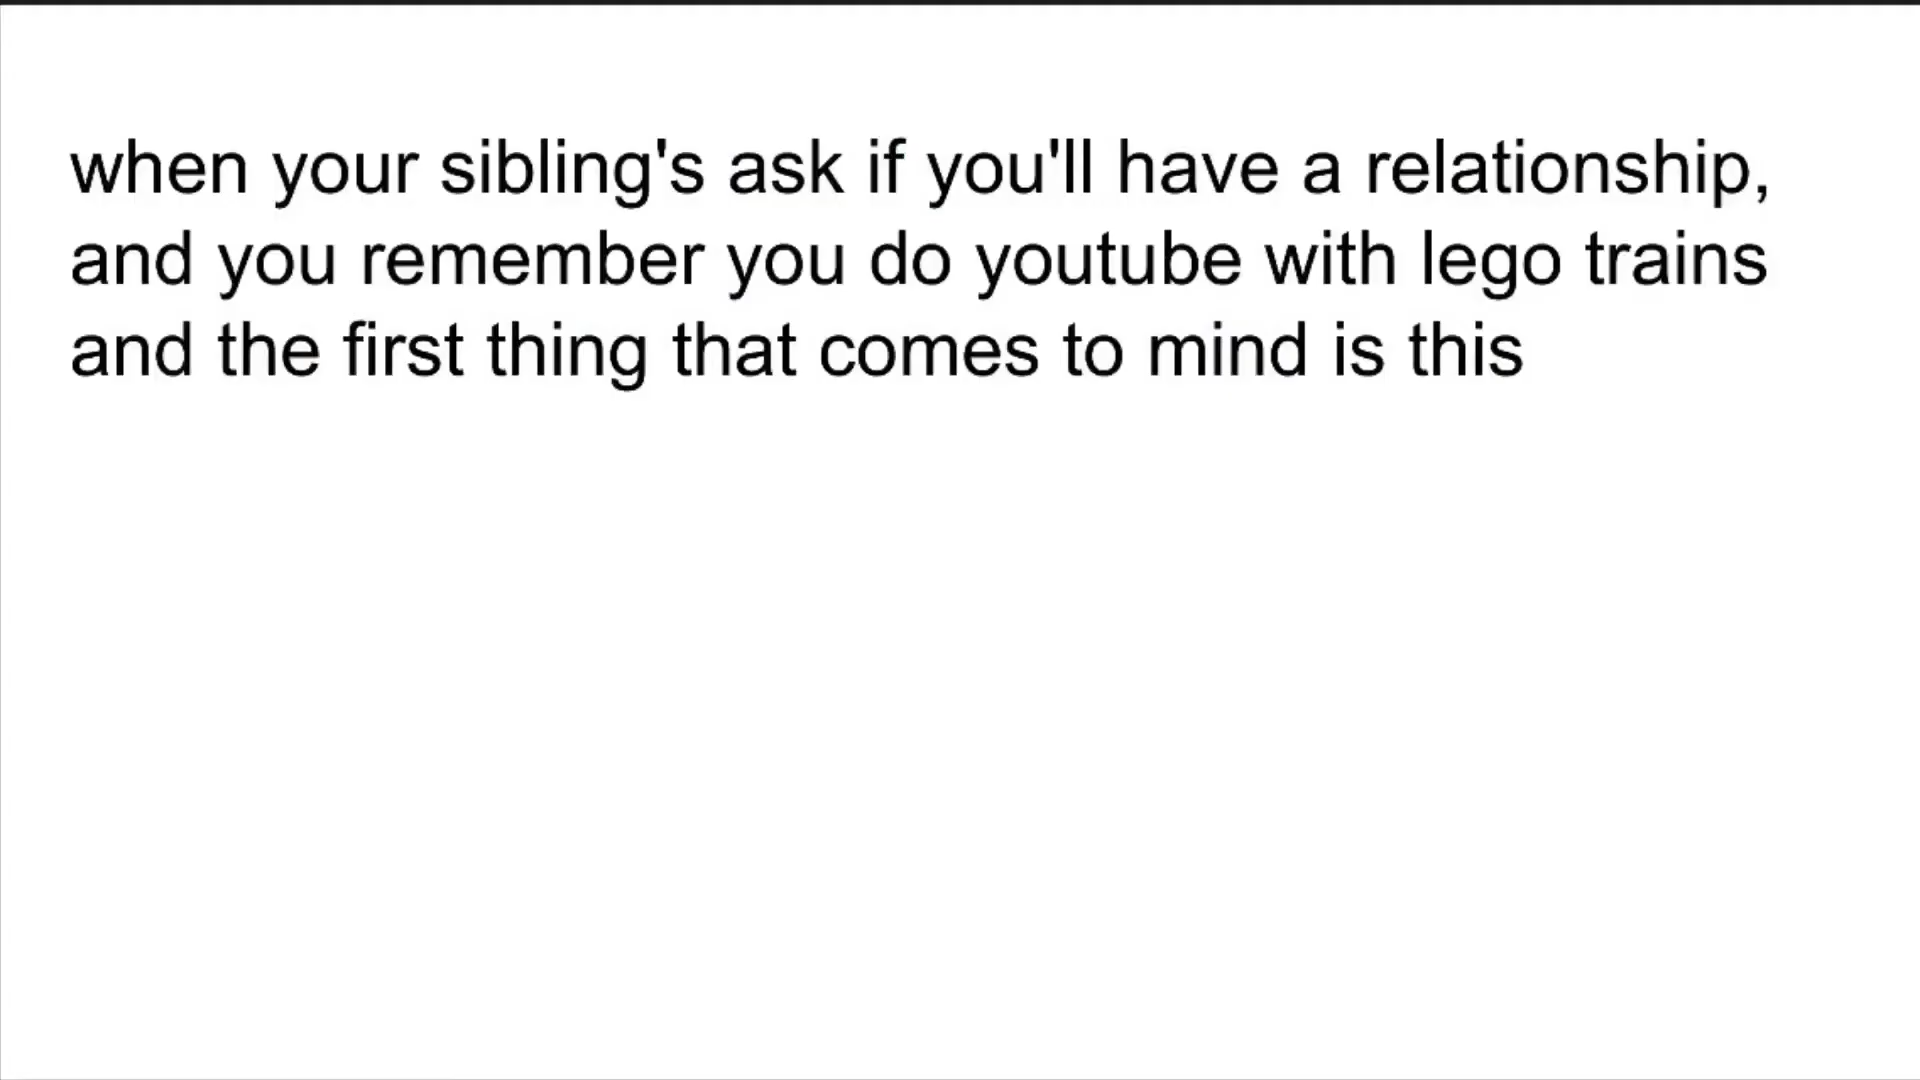 when your sibling's ask if you'll have a relationship,
and you remember you do youtube with lego trains
and the first thing that comes to mind is this